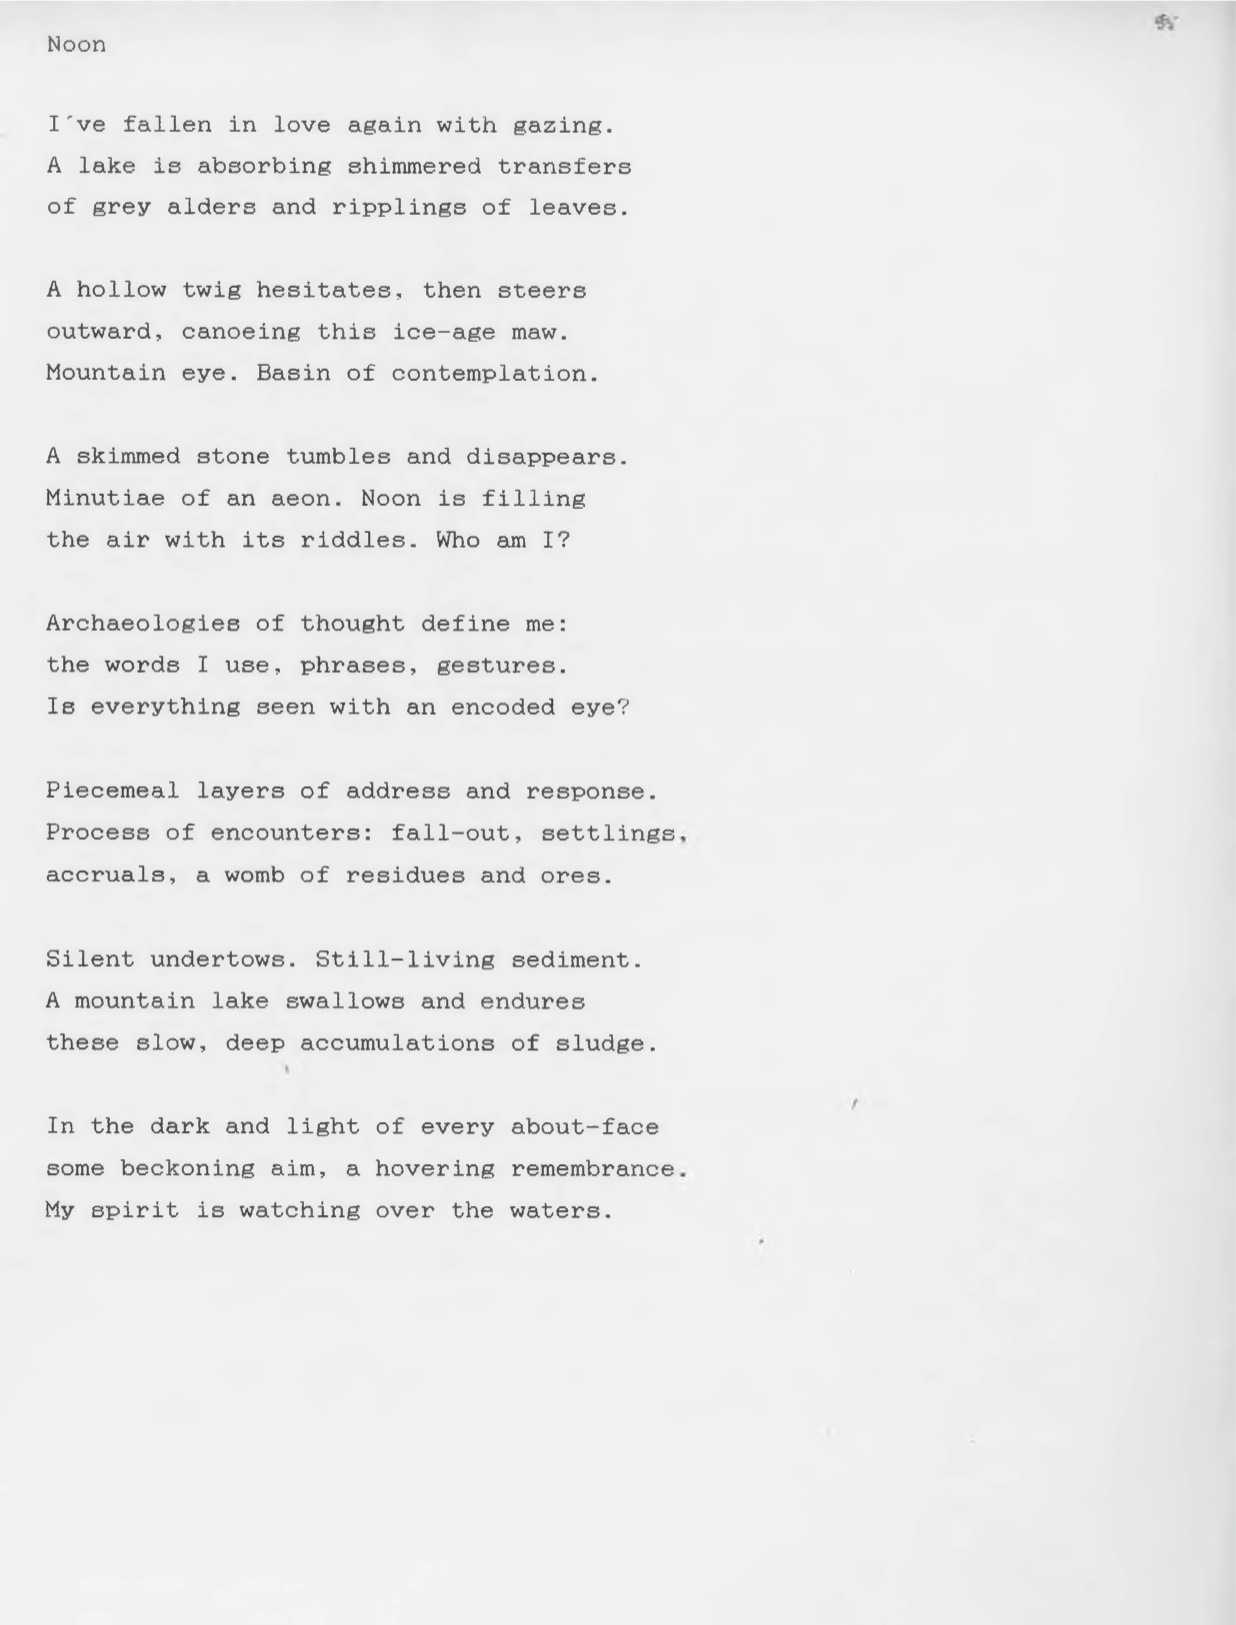 Noon
I´ve fallen in love again with gazing.
A lake is absorbing shimmered transfers
of grey alders and ripplings of leaves.
A hollow twig hesitates, then steers
outward, canoeing this ice-age maw.
Mountain eye. Basin of contemplation.
A skimmed stone tumbles and disappears.
Minutiae of an aeon. Noon is filling
the air with its riddles. Who am I?
Archaeologies of thought define me:
the words I use, phrases, gestures.
Is everything seen with an encoded eye?
Piecemeal layers of address and response.
Process of encounters: fall-out, settlings,
accruals, a womb of residues and ores.
Silent undertows. Still-living sediment.
A mountain lake swallows and endures
these slow, deep accumulations of sludge.
In the dark and light of every about-face
some beckoning aim, a hovering remembrance.
My spirit is watching over the waters.